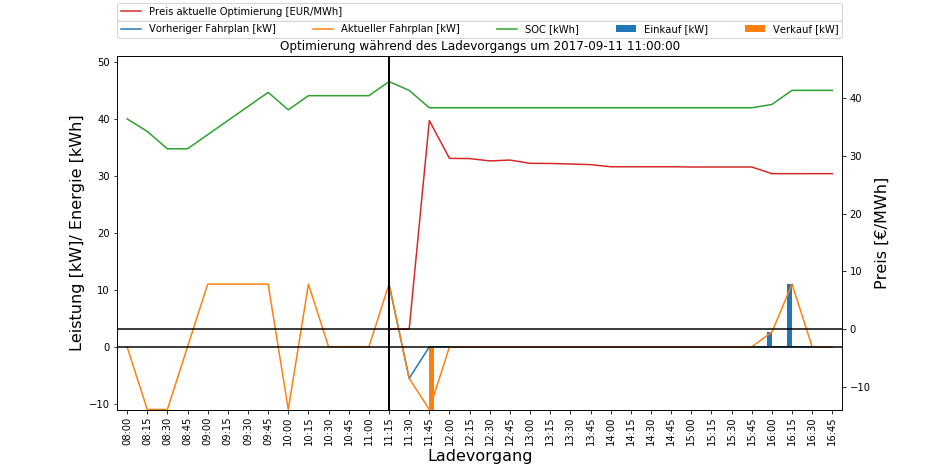 Preis aktuelle Optimierung [EUR/MWh]
Vorheriger Fahrplan [kW] Aktueller Fahrplan [kW] SOC [kWh] Einkauf [kW] Verkauf [kW]
Optimierung während des Ladevorgangs um 2017-09-11 11:00:00
Leistung [kW]/ Energie [kWh]
50
40
30
20
10
0
−10
40
30
20
10
0
−10
Preis [€/MWh]
08:00 08:15 08:30 08:45 09:00 09:15 09:30 09:45 10:00 10:15 10:30 10:45 11:00 11:15 11:30 11:45 12:00 12:15 12:30 12:45 13:00 13:15 13:30 13:45 14:00 14:15 14:30 14:45 15:00 15:15 15:30 15:45 16:00 16:15 16:30 16:45
Ladevorgang